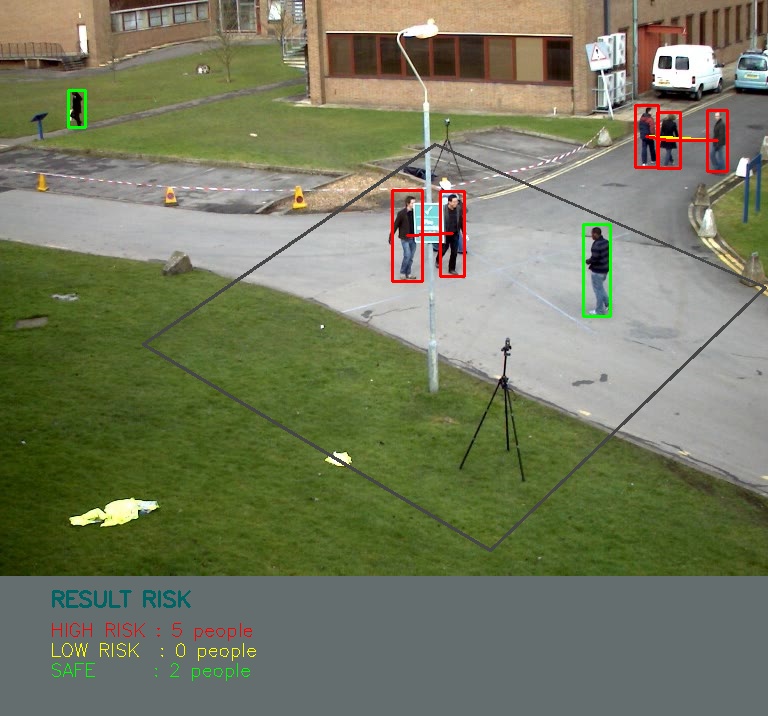 RESULT RISK
HIGH RISK : 5 people
LOW RISK : 0 people
SAFE : 2 people